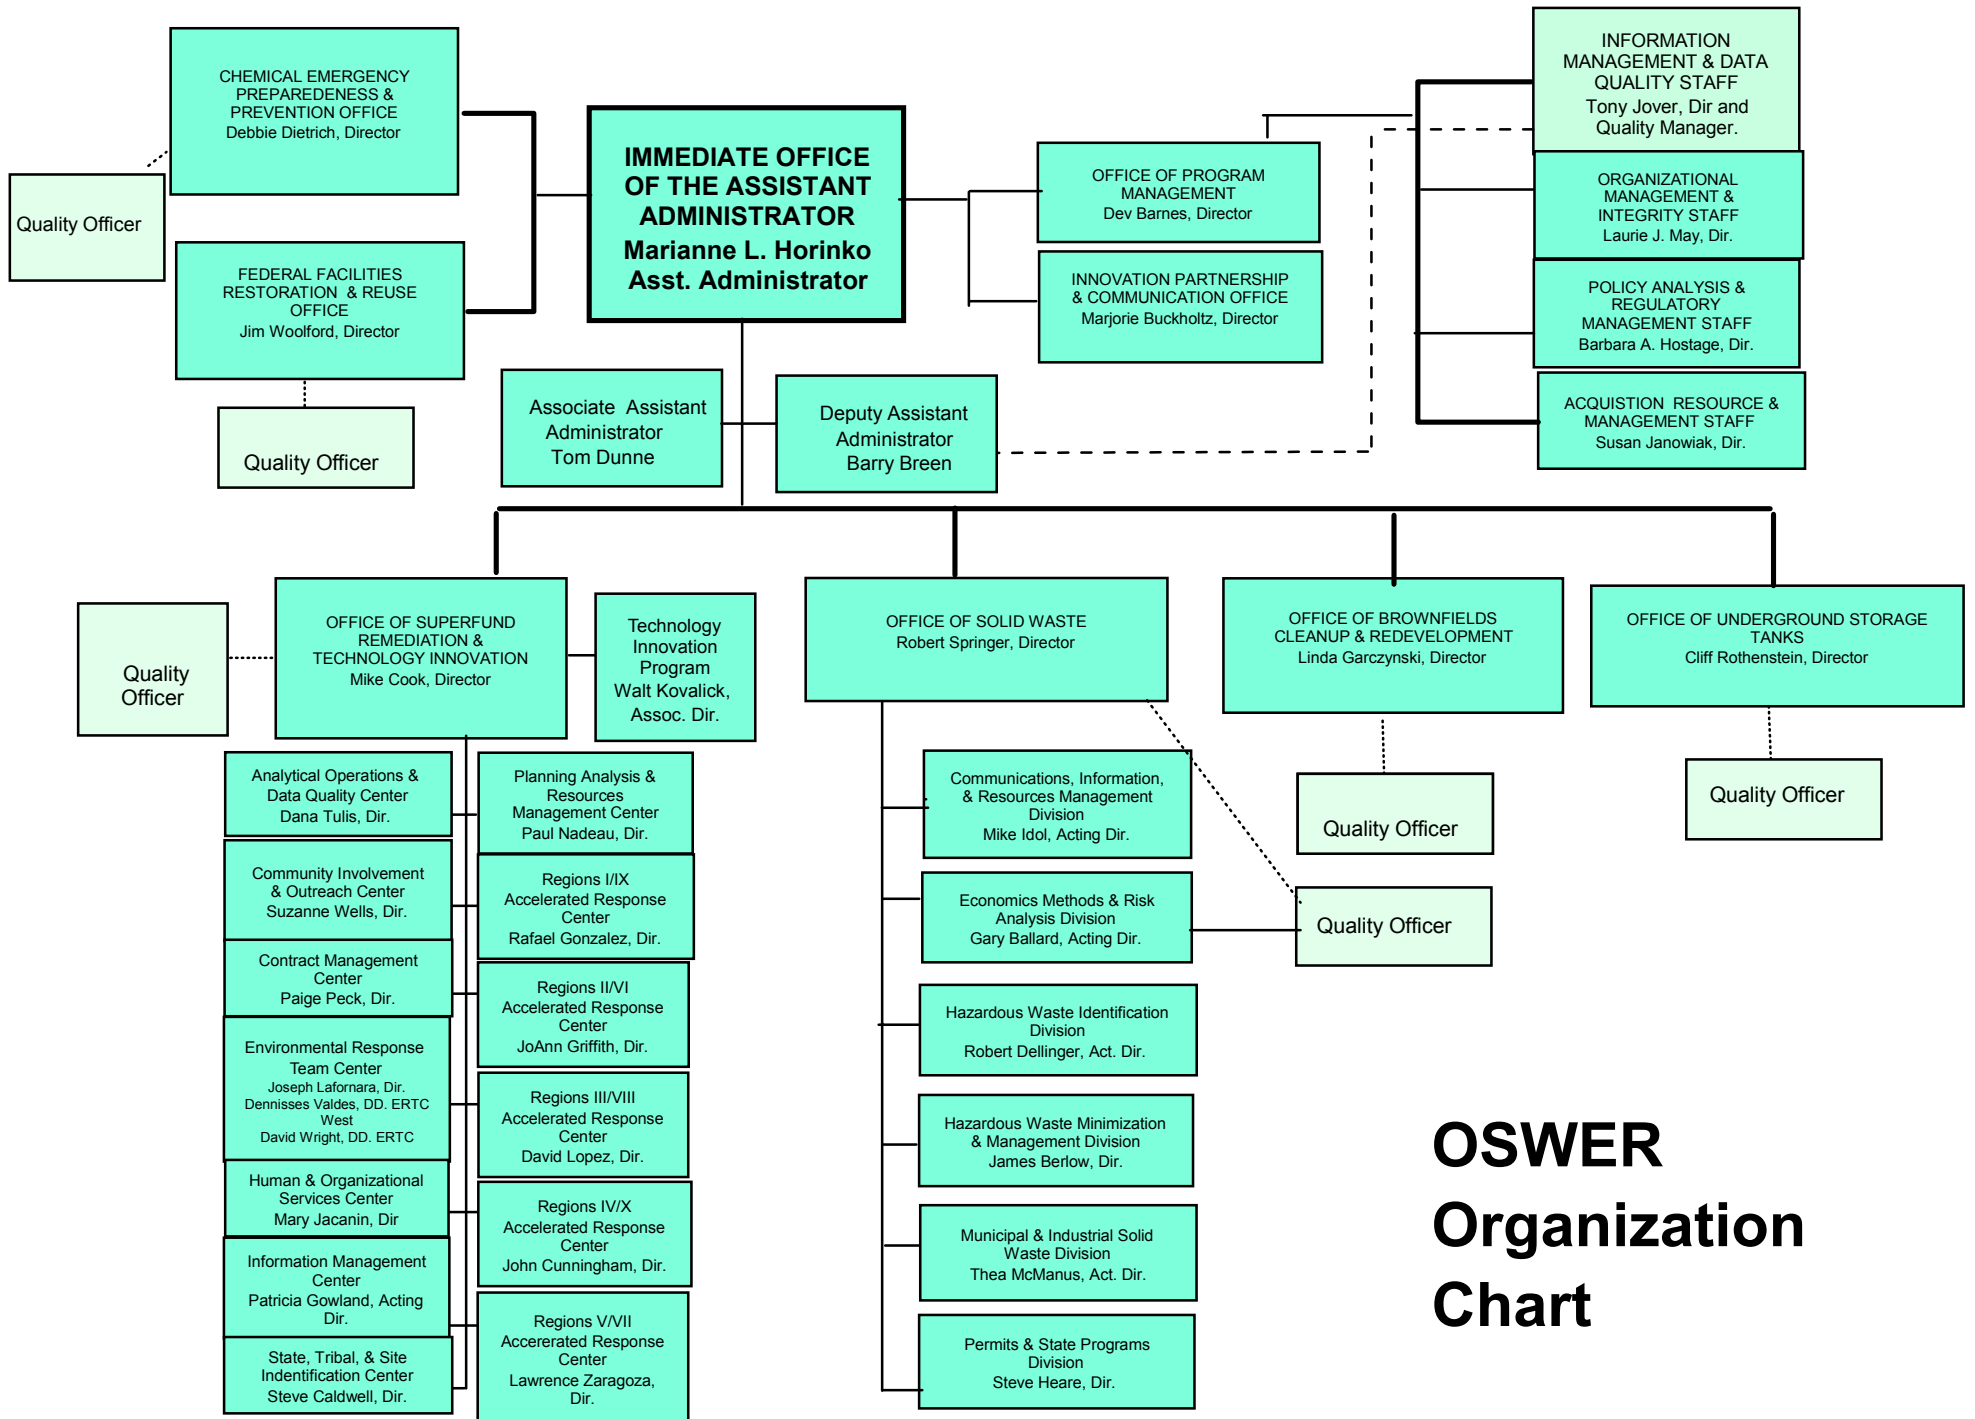 CHEMICAL EMERGENCY
PREPAREDENESS &
PREVENTION OFFICE
Debbie Dietrich, Director
Quality Officer
FEDERAL FACILITIES
RESTORATION & REUSE
OFFICE
Jim Woolford, Director
Quality Officer
IMMEDIATE OFFICE
OF THE ASSISTANT
ADMINISTRATOR
Marianne L. Horinko
Asst. Administrator
OFFICE OF PROGRAM
MANAGEMENT
Dev Barnes, Director
INNOVATION PARTNERSHIP
& COMMUNICATION OFFICE
Marjorie Buckholtz, Director
INFORMATION
MANAGEMENT & DATA
QUALITY STAFF
Tony Jover, Dir and
Quality Manager.
ORGANIZATIONAL
MANAGEMENT &
INTEGRITY STAFF
Laurie J. May, Dir.
POLICY ANALYSIS &
REGULATORY
MANAGEMENT STAFF
Barbara A. Hostage, Dir.
ACQUISTION RESOURCE &
MANAGEMENT STAFF
Susan Janowiak, Dir.
Associate Assistant
Administrator
Tom Dunne
Deputy Assistant
Administrator
Barry Breen
Quality
Officer
OFFICE OF SUPERFUND
REMEDIATION &
TECHNOLOGY INNOVATION
Mike Cook, Director
Technology
Innovation
Program
Walt Kovalick,
Assoc. Dir.
OFFICE OF SOLID WASTE
Robert Springer, Director
OFFICE OF BROWNFIELDS
CLEANUP & REDEVELOPMENT
Linda Garczynski, Director
OFFICE OF UNDERGROUND STORAGE
TANKS
Cliff Rothenstein, Director
Analytical Operations &
Data Quality Center
Dana Tulis, Dir.
Community Involvement
& Outreach Center
Suzanne Wells, Dir.
Contract Management
Center
Paige Peck, Dir.
Environmental Response
Team Center
Joseph Lafornara, Dir.
Dennisses Valdes, DD. ERTC
West
David Wright, DD. ERTC
Human & Organizational
Services Center
Mary Jacanin, Dir
Information Management
Center
Patricia Gowland, Acting
Dir.
State, Tribal, & Site
Indentification Center
Steve Caldwell, Dir.
Planning Analysis &
Resources
Management Center
Paul Nadeau, Dir.
Regions I/IX
Accelerated Response
Center
Rafael Gonzalez, Dir.
Regions II/VI
Accelerated Response
Center
JoAnn Griffith, Dir.
Regions III/VIII
Accelerated Response
Center
David Lopez, Dir.
Regions IV/X
Accelerated Response
Center
John Cunningham, Dir.
Regions V/VII
Accererated Response
Center
Lawrence Zaragoza,
Dir.
Communications, Information,
& Resources Management
Division
Mike Idol, Acting Dir.
Economics Methods & Risk
Analysis Division
Gary Ballard, Acting Dir.
Hazardous Waste Identification
Division
Robert Dellinger, Act. Dir.
Hazardous Waste Minimization
& Management Division
James Berlow, Dir.
Municipal & Industrial Solid
Waste Division
Thea McManus, Act. Dir.
Permits & State Programs
Division
Steve Heare, Dir.
Quality Officer
Quality Officer
Quality Officer
OSWER
Organization
Chart